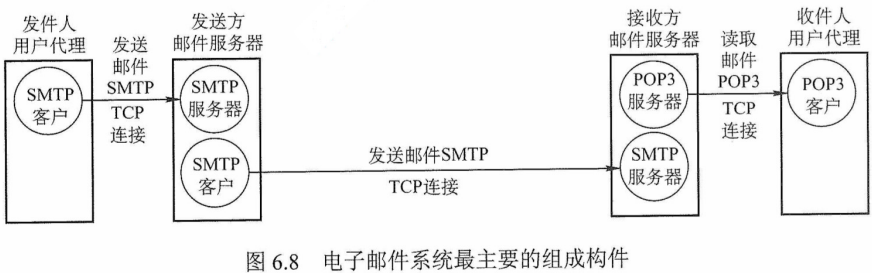 发件人
用户代理
SMTP
客户
发送
邮件
SMTP
TCP
连接
发送方
邮件服务器
SMTP
服务器
SMTP
客户
发送邮件SMTP
TCP连接
接收方
邮件服务器
POP3
服务器
SMTP
服务器
读取
邮件
POP3
TCP
连接
收件人
用户代理
POP3
客户
图 6.8 电子邮件系统最主要的组成构件